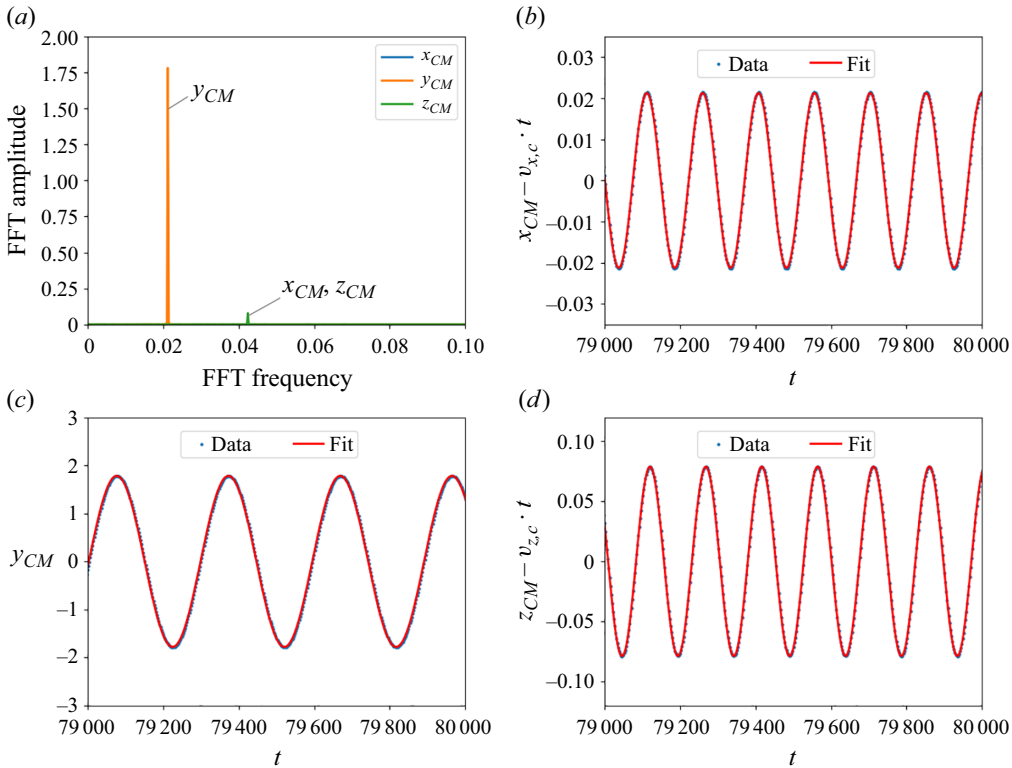 (a)
2.00
1.75
1.50
1.25
1.00
0.75
0.50
0.25
0
FFT amplitude
x_CM
y_CM
z_CM
y_CM
x_CM, z_CM
0 0.02 0.04 0.06 0.08 0.10
FFT frequency
(b)
0.03
0.02
0.01
0
–0.01
–0.02
–0.03
x_CM – v_x,c · t
Data Fit
79 000 79 200 79 400 79 600 79 800 80 000
t
(c)
3
2
1
0
–1
–2
–3
y_CM
Data Fit
79 000 79 200 79 400 79 600 79 800 80 000
t
(d)
0.10
0.05
0
–0.05
–0.10
z_CM – v_z,c · t
Data Fit
79 000 79 200 79 400 79 600 79 800 80 000
t